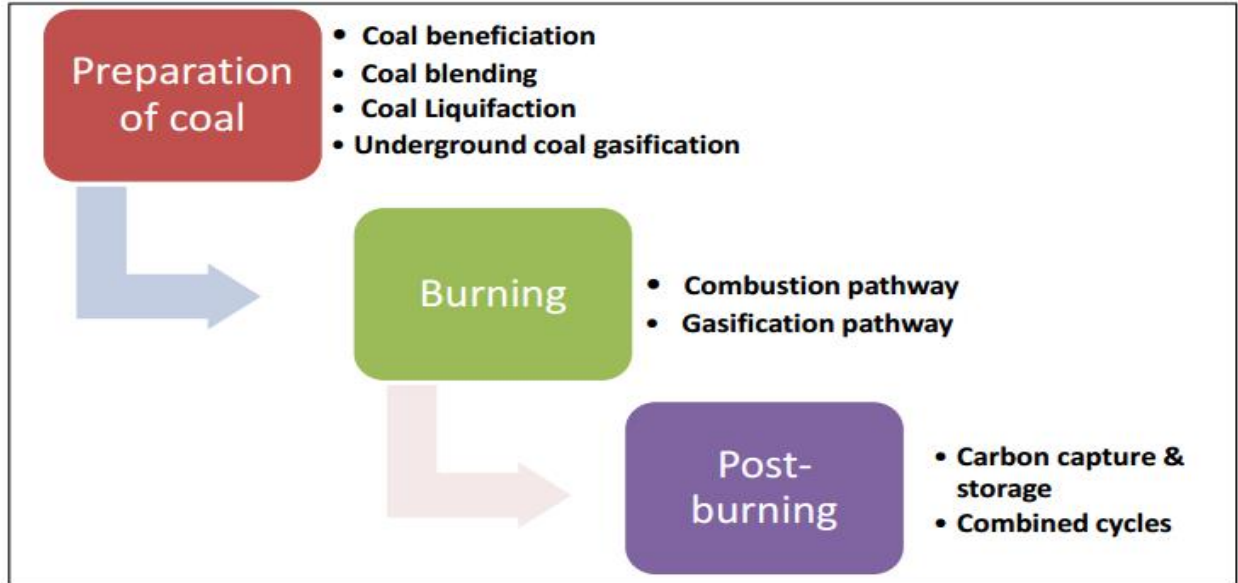 Preparation
of coal
• Coal beneficiation
• Coal blending
• Coal Liquifaction
• Underground coal gasification
Burning
• Combustion pathway
• Gasification pathway
Post-
burning
• Carbon capture &
storage
• Combined cycles